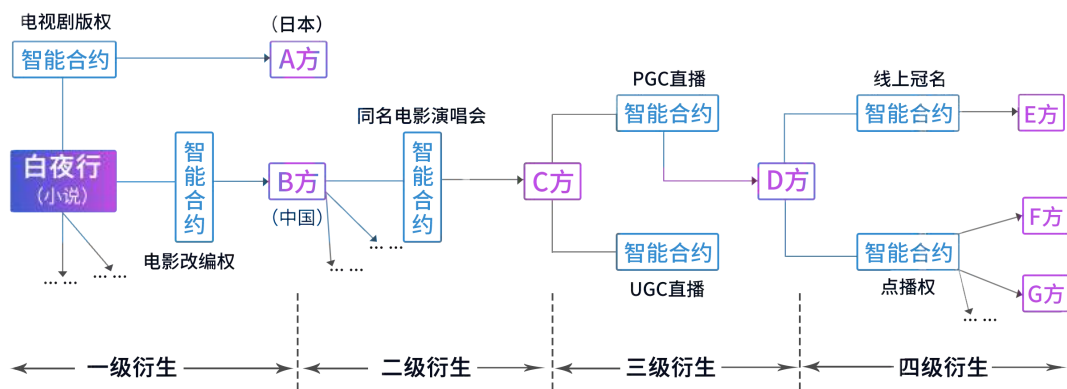 电视剧版权
智能合约
（日本）
A方
白夜行
（小说）
... ...
... ...
智能合约
电影改编权
B方
（中国）
... ...
... ...
同名电影演唱会
智能合约
C方
PGC直播
智能合约
智能合约
UGC直播
D方
线上冠名
智能合约
E方
智能合约
点播权
F方
G方
... ...
一级衍生
二级衍生
三级衍生
四级衍生